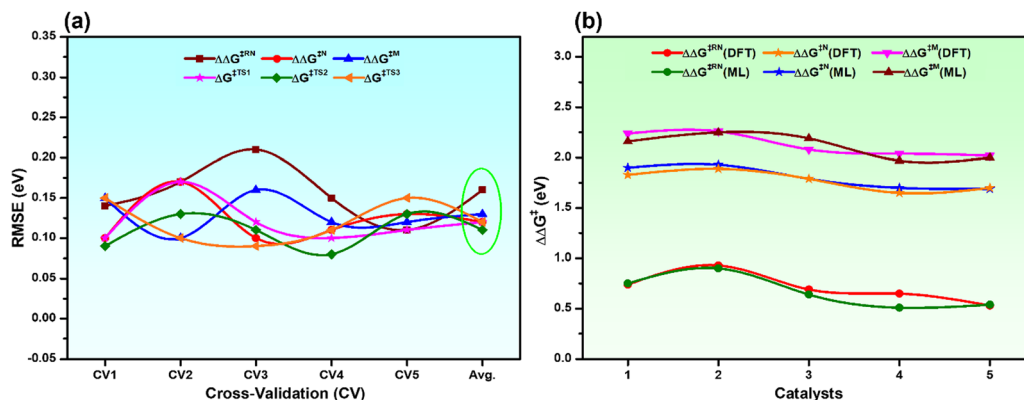 (a)
0.35
0.30
0.25
0.20
0.15
0.10
0.05
0.00
-0.05
RMSE (eV)
ΔΔG‡RN ΔΔG‡N ΔΔG‡M
ΔG‡TS1 ΔG‡TS2 ΔG‡TS3
CV1 CV2 CV3 CV4 CV5 Avg.
Cross-Validation (CV)
(b)
3.0
2.5
2.0
1.5
1.0
0.5
0.0
ΔΔG‡ (eV)
ΔΔG‡RN(DFT) ΔΔG‡N(DFT) ΔΔG‡M(DFT)
ΔΔG‡RN(ML) ΔΔG‡N(ML) ΔΔG‡M(ML)
1 2 3 4 5
Catalysts